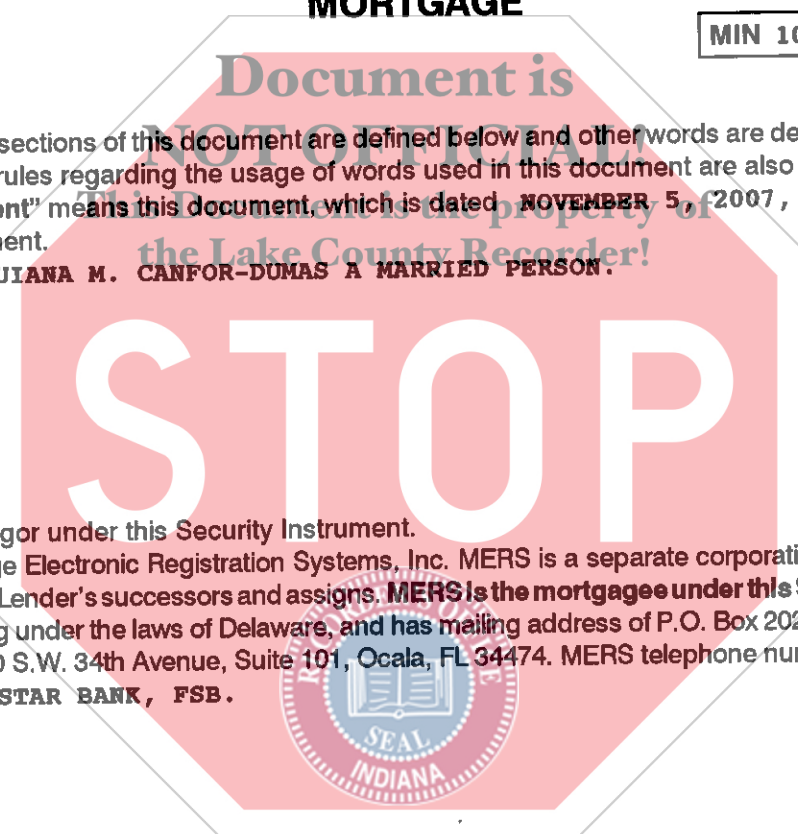 MORTGAGE
MIN 10
Document is
sections of this document are defined below and other words are de
NOT OFFICIAL!
rules regarding the usage of words used in this document are also
This Document is the property of
ent" means this document, which is dated NOVEMBER 5, 2007,
ent.
the Lake County Recorder!
JIANA M. CANFOR-DUMAS A MARRIED PERSON.
STOP
gor under this Security Instrument.
ge Electronic Registration Systems, Inc. MERS is a separate corporati
Lender's successors and assigns. MERS is the mortgagee under this S
g under the laws of Delaware, and has mailing address of P.O. Box 202
0 S.W. 34th Avenue, Suite 101, Ocala, FL 34474. MERS telephone nu
STAR BANK, FSB.
SEAL
INDIANA